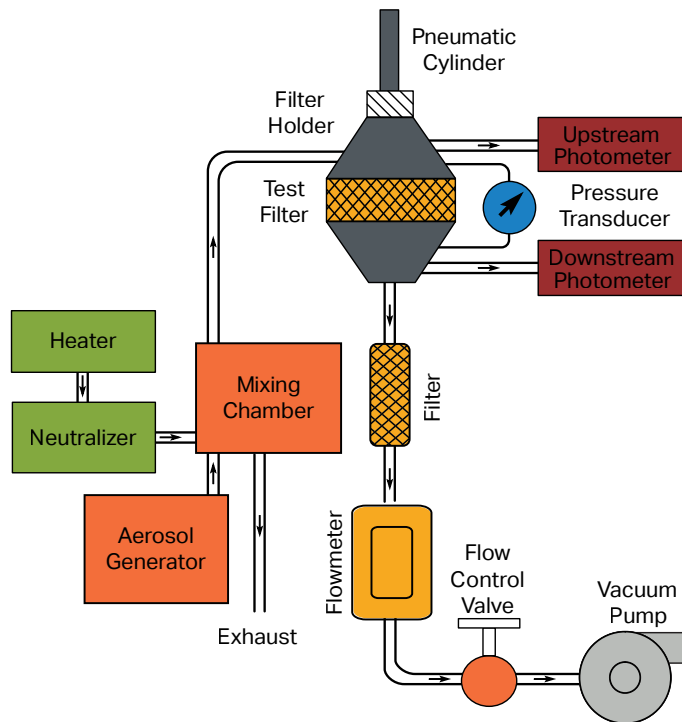 Pneumatic
Cylinder
Filter
Holder
Upstream
Photometer
Test
Filter
Pressure
Transducer
Downstream
Photometer
Heater
Mixing
Chamber
Neutralizer
Filter
Aerosol
Generator
Flowmeter
Flow
Control
Valve
Vacuum
Pump
Exhaust